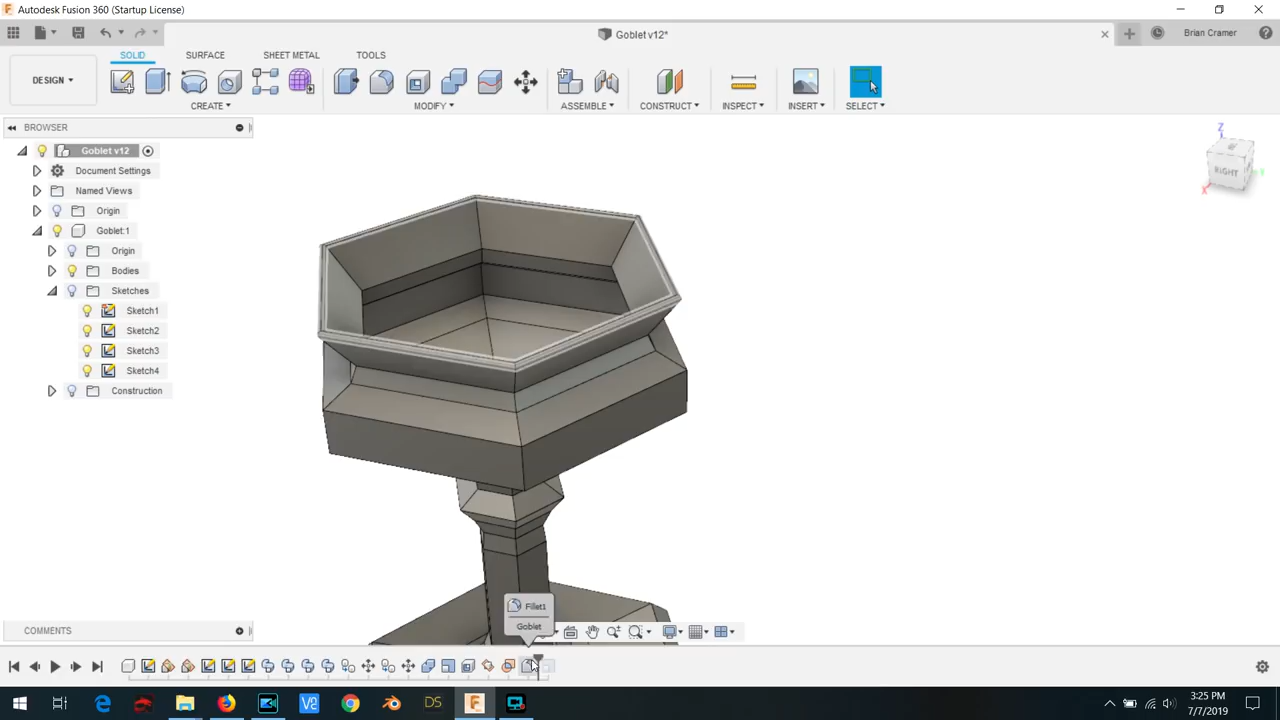 Autodesk Fusion 360 (Startup License)
Goblet v12*
Brian Cramer
DESIGN
SOLID SURFACE SHEET METAL TOOLS
CREATE MODIFY ASSEMBLE CONSTRUCT INSPECT INSERT SELECT
BROWSER
Goblet v12
Document Settings
Named Views
Origin
Goblet:1
Origin
Bodies
Sketches
Sketch1
Sketch2
Sketch3
Sketch4
Construction
Z
RIGHT
X
Y
Fillet1
Goblet
COMMENTS
DS
3:25 PM
7/7/2019